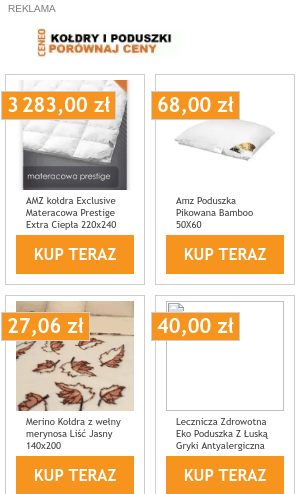 REKLAMA
CENEO
KOŁDRY I PODUSZKI
PORÓWNAJ CENY
3 283,00 zł
materacowa prestige
AMZ kołdra Exclusive
Materacowa Prestige
Extra Ciepła 220x240
KUP TERAZ
68,00 zł
Amz Poduszka
Pikowana Bamboo
50X60
KUP TERAZ
27,06 zł
Merino Kołdra z wełny
merynosa Liść Jasny
140x200
KUP TERAZ
40,00 zł
Lecznicza Zdrowotna
Eko Poduszka Z Łuską
Gryki Antyalergiczna
KUP TERAZ